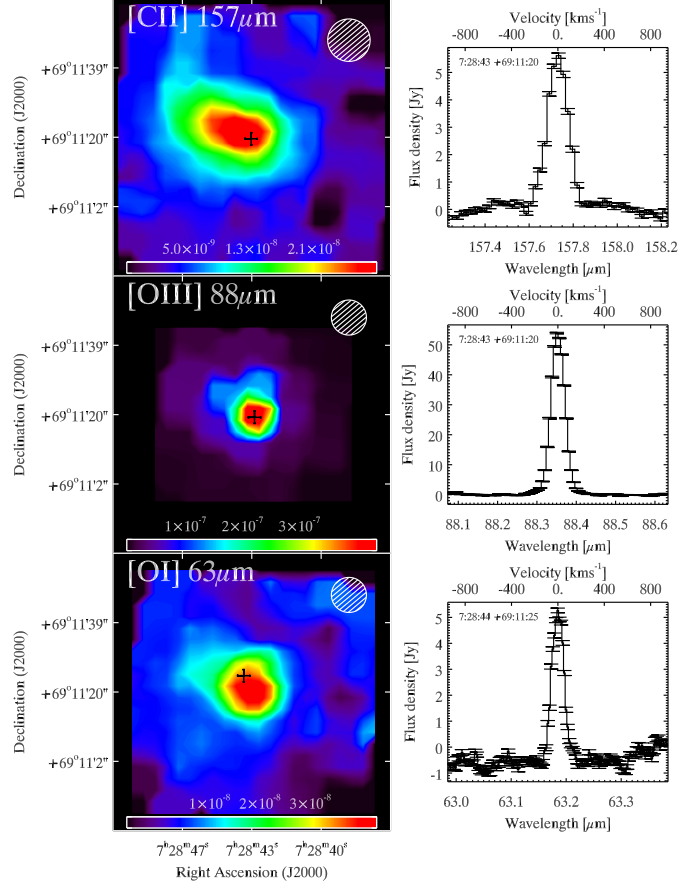 [CII] 157μm
Declination (J2000)
+69°11′39″
+69°11′20″
+69°11′2″
5.0×10⁻⁹ 1.3×10⁻⁸ 2.1×10⁻⁸
Velocity [kms⁻¹]
-800 -400 0 400 800
7:28:43 +69:11:20
Flux density [Jy]
5
4
3
2
1
0
157.4 157.6 157.8 158.0 158.2
Wavelength [μm]
[OIII] 88μm
Declination (J2000)
+69°11′39″
+69°11′20″
+69°11′2″
1×10⁻⁷ 2×10⁻⁷ 3×10⁻⁷
Velocity [kms⁻¹]
-800 -400 0 400 800
7:28:43 +69:11:20
Flux density [Jy]
50
40
30
20
10
0
88.1 88.2 88.3 88.4 88.5 88.6
Wavelength [μm]
[OI] 63μm
Declination (J2000)
+69°11′39″
+69°11′20″
+69°11′2″
1×10⁻⁸ 2×10⁻⁸ 3×10⁻⁸
7ʰ28ᵐ47ˢ 7ʰ28ᵐ43ˢ 7ʰ28ᵐ40ˢ
Right Ascension (J2000)
Velocity [kms⁻¹]
-800 -400 0 400 800
7:28:44 +69:11:25
Flux density [Jy]
5
4
3
2
1
0
-1
63.0 63.1 63.2 63.3
Wavelength [μm]